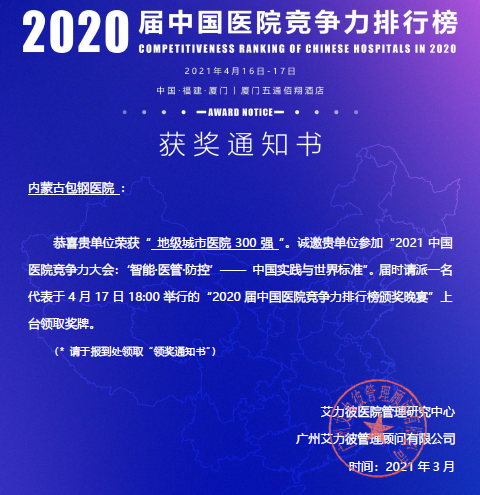 2020 届中国医院竞争力排行榜
COMPETITIVENESS RANKING OF CHINESE HOSPITALS IN 2020
2021年4月16日-17日
中国·福建·厦门丨厦门五通佰翔酒店
AWARD NOTICE
获奖通知书
内蒙古包钢医院 ：
恭喜贵单位荣获“ 地级城市医院 300 强 ”。诚邀贵单位参加“2021 中国
医院竞争力大会：‘智能·医管·防控’—— 中国实践与世界标准”。届时请派一名
代表于 4 月 17 日 18:00 举行的“2020 届中国医院竞争力排行榜颁奖晚宴”上
台领取奖牌。
（* 请于报到处领取“领奖通知书”）
艾力彼医院管理研究中心
广州艾力彼管理顾问有限公司
时间：2021 年 3 月